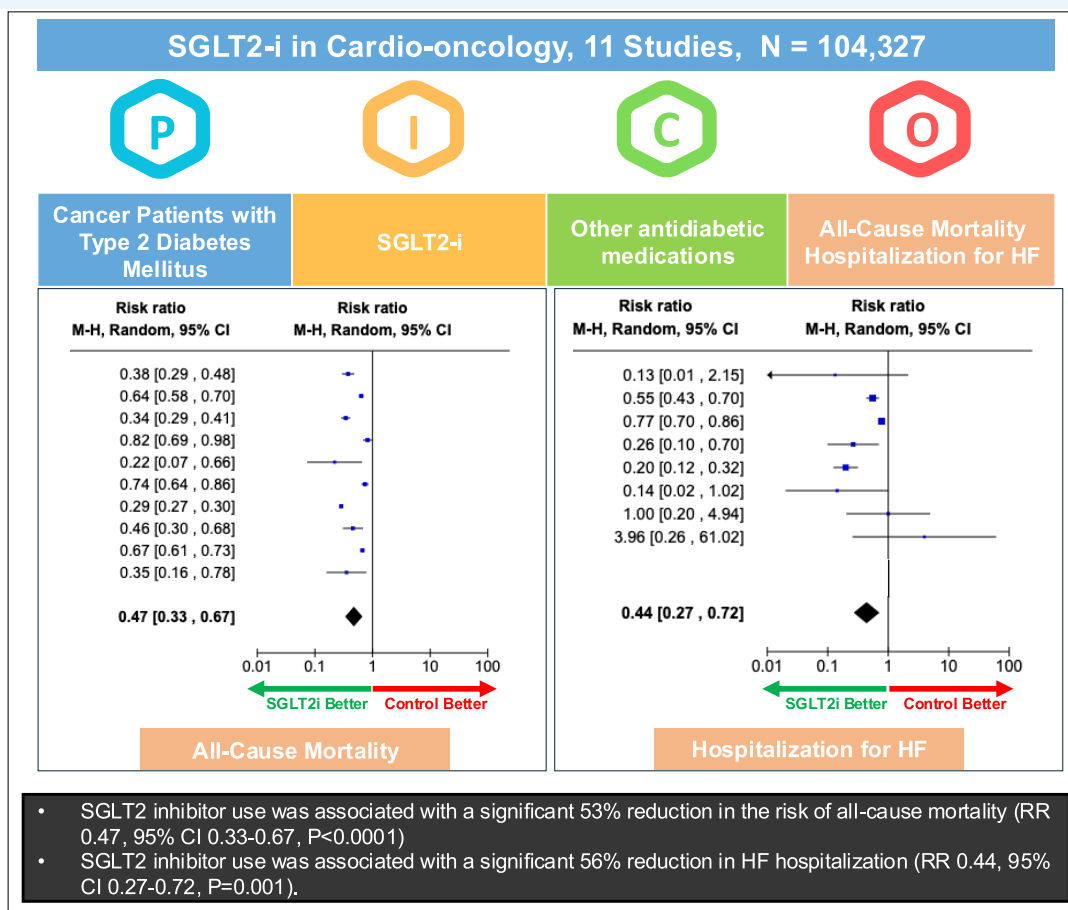 SGLT2-i in Cardio-oncology, 11 Studies, N = 104,327
P
I
C
O
Cancer Patients with
Type 2 Diabetes
Mellitus
SGLT2-i
Other antidiabetic
medications
All-Cause Mortality
Hospitalization for HF
Risk ratio
M-H, Random, 95% CI
Risk ratio
M-H, Random, 95% CI
0.38 [0.29 , 0.48]
0.64 [0.58 , 0.70]
0.34 [0.29 , 0.41]
0.82 [0.69 , 0.98]
0.22 [0.07 , 0.66]
0.74 [0.64 , 0.86]
0.29 [0.27 , 0.30]
0.46 [0.30 , 0.68]
0.67 [0.61 , 0.73]
0.35 [0.16 , 0.78]
0.47 [0.33 , 0.67]
0.01 0.1 1 10 100
SGLT2i Better Control Better
All-Cause Mortality
Risk ratio
M-H, Random, 95% CI
Risk ratio
M-H, Random, 95% CI
0.13 [0.01 , 2.15]
0.55 [0.43 , 0.70]
0.77 [0.70 , 0.86]
0.26 [0.10 , 0.70]
0.20 [0.12 , 0.32]
0.14 [0.02 , 1.02]
1.00 [0.20 , 4.94]
3.96 [0.26 , 61.02]
0.44 [0.27 , 0.72]
0.01 0.1 1 10 100
SGLT2i Better Control Better
Hospitalization for HF
• SGLT2 inhibitor use was associated with a significant 53% reduction in the risk of all-cause mortality (RR
0.47, 95% CI 0.33-0.67, P<0.0001)
• SGLT2 inhibitor use was associated with a significant 56% reduction in HF hospitalization (RR 0.44, 95%
CI 0.27-0.72, P=0.001).